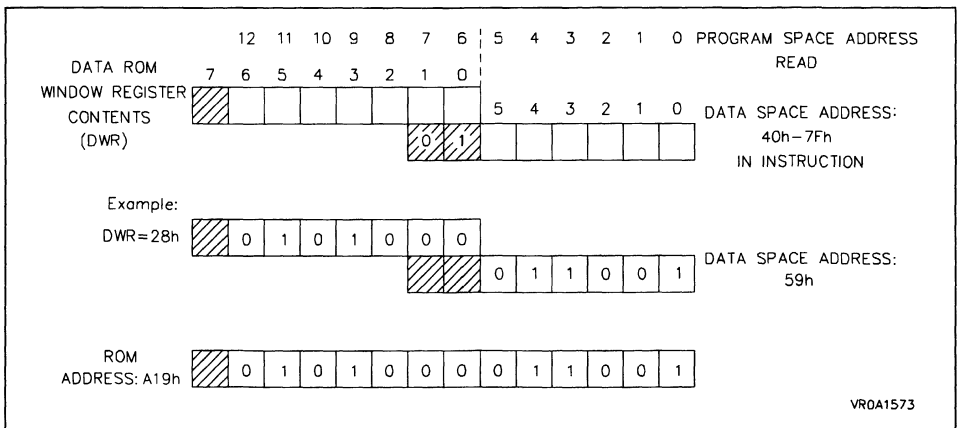 12 11 10 9 8 7 6 5 4 3 2 1 0 PROGRAM SPACE ADDRESS
READ
DATA ROM
WINDOW REGISTER
CONTENTS
(DWR)
7 6 5 4 3 2 1 0
5 4 3 2 1 0
0 1
DATA SPACE ADDRESS:
40h-7Fh
IN INSTRUCTION
Example:
DWR=28h
0 1 0 1 0 0 0
0 1 1 0 0 1
DATA SPACE ADDRESS:
59h
ROM
ADDRESS: A19h
0 1 0 1 0 0 0 0 1 1 0 0 1
VR0A1573